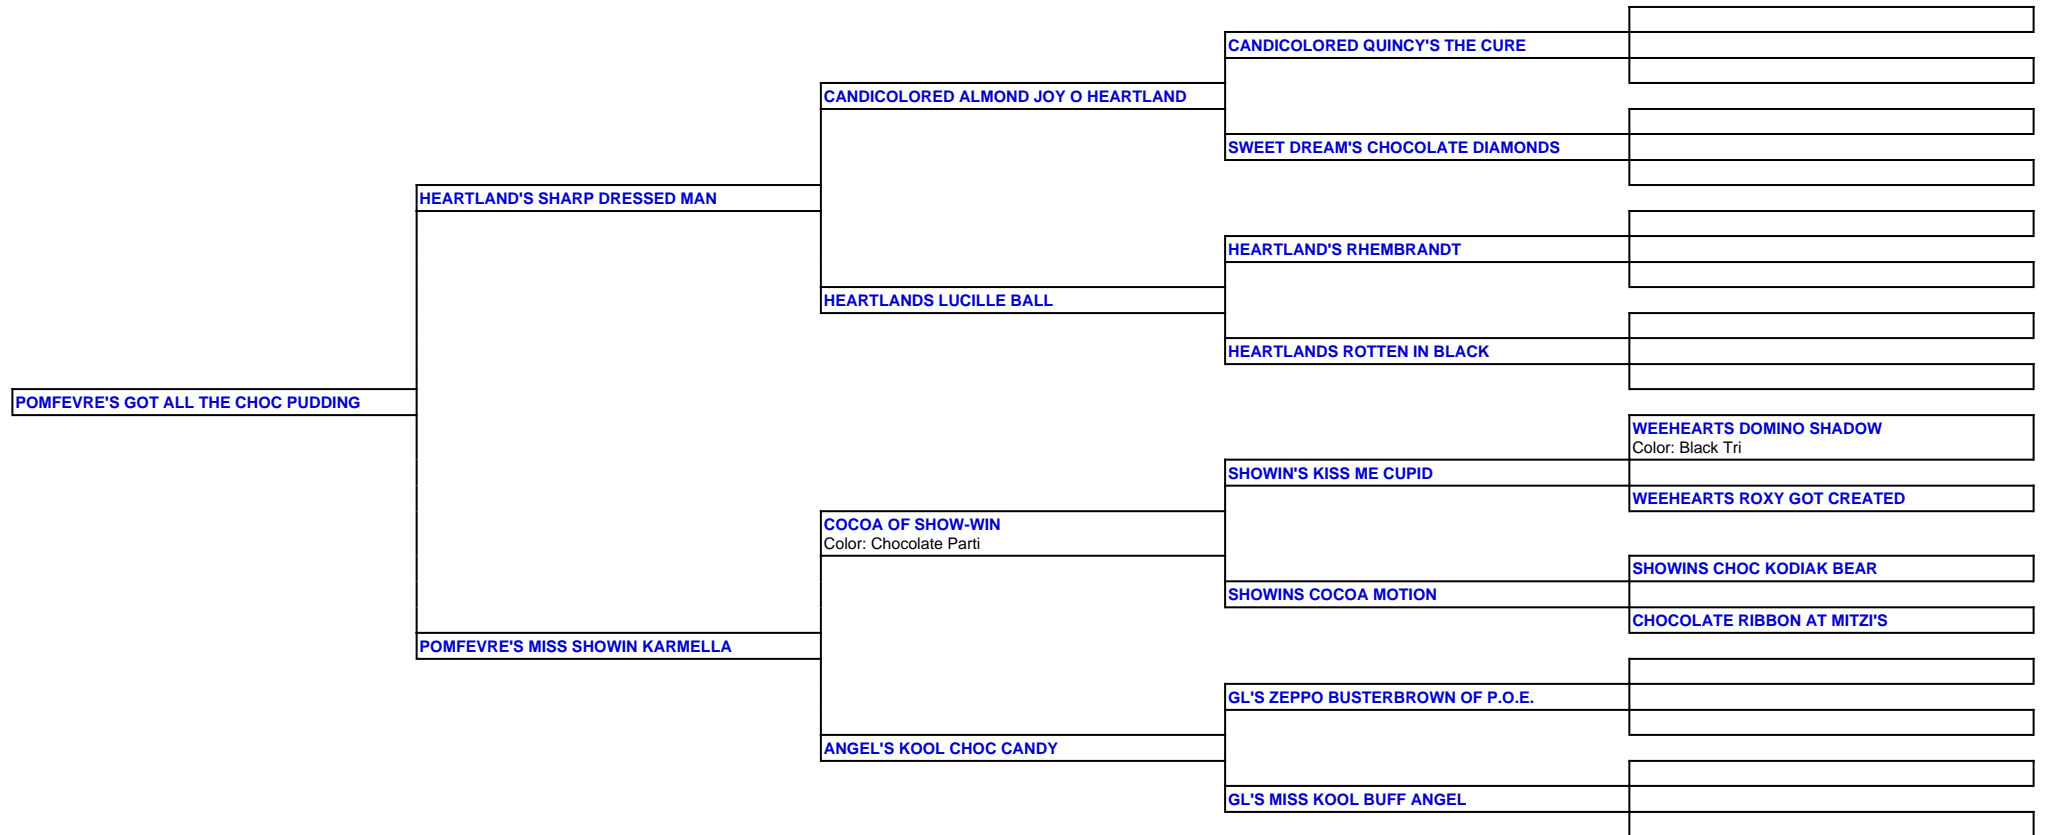 CANDICOLORED QUINCY'S THE CURE
CANDICOLORED ALMOND JOY O HEARTLAND
SWEET DREAM'S CHOCOLATE DIAMONDS
HEARTLAND'S SHARP DRESSED MAN
HEARTLAND'S RHEMBRANDT
HEARTLANDS LUCILLE BALL
HEARTLANDS ROTTEN IN BLACK
POMFEVRE'S GOT ALL THE CHOC PUDDING
WEEHEARTS DOMINO SHADOW
Color: Black Tri
SHOWIN'S KISS ME CUPID
WEEHEARTS ROXY GOT CREATED
COCOA OF SHOW-WIN
Color: Chocolate Parti
SHOWINS CHOC KODIAK BEAR
SHOWINS COCOA MOTION
CHOCOLATE RIBBON AT MITZI'S
POMFEVRE'S MISS SHOWIN KARMELLA
GL'S ZEPPO BUSTERBROWN OF P.O.E.
ANGEL'S KOOL CHOC CANDY
GL'S MISS KOOL BUFF ANGEL